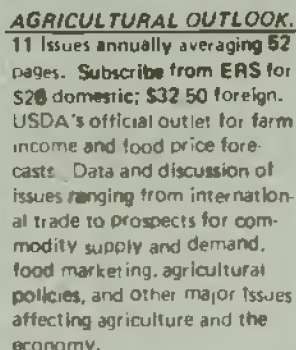 AGRICULTURAL OUTLOOK.
11 Issues annually averaging 52
pages. Subscribe from ERS for
$26 domestic; $32 50 foreign.
USDA's official outlet for farm
income and food price fore-
casts Data and discussion of
issues ranging from internation-
al trade to prospects for com-
modity supply and demand,
food marketing, agricultural
policies, and other major issues
affecting agriculture and the
economy.